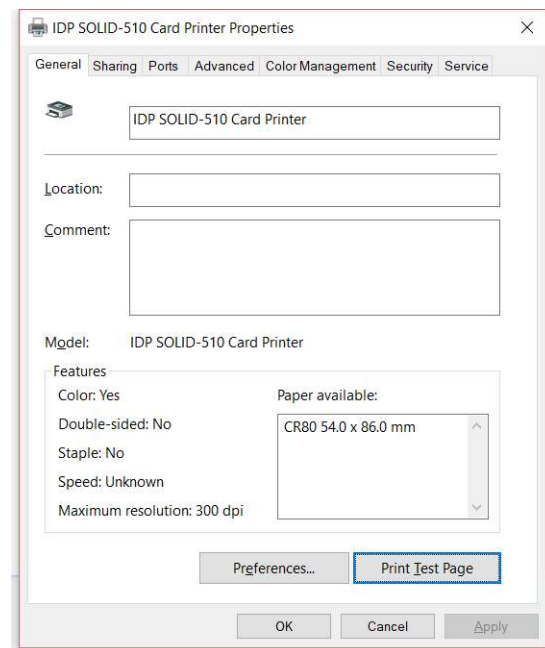 IDP SOLID-510 Card Printer Properties
General Sharing Ports Advanced Color Management Security Service
IDP SOLID-510 Card Printer
Location:
Comment:
Model: IDP SOLID-510 Card Printer
Features
Color: Yes
Paper available:
Double-sided: No
CR80 54.0 x 86.0 mm
Staple: No
Speed: Unknown
Maximum resolution: 300 dpi
Preferences... Print Test Page
OK Cancel Apply